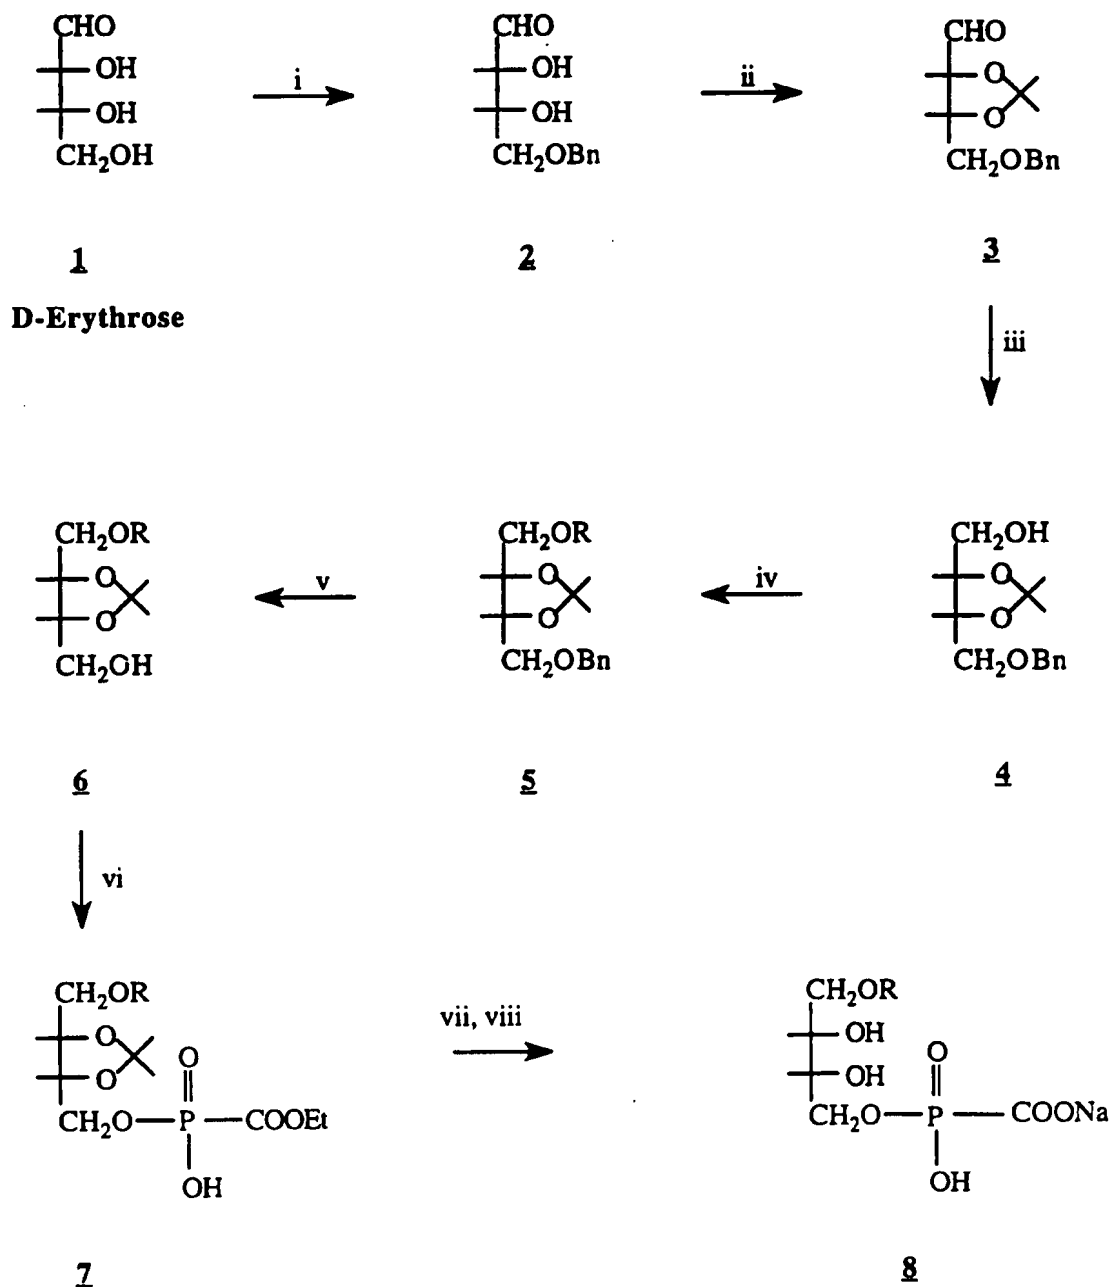 CHO
OH
OH
CH₂OH
1
D-Erythrose
i
CHO
OH
OH
CH₂OBn
2
ii
CHO
O
O
CH₂OBn
3
iii
CH₂OH
O
O
CH₂OBn
4
iv
CH₂OR
O
O
CH₂OBn
5
v
CH₂OR
O
O
CH₂OH
6
vi
CH₂OR
O
O
O
CH₂O P COOEt
OH
7
vii, viii
CH₂OR
OH
OH
O
CH₂O P COONa
OH
8